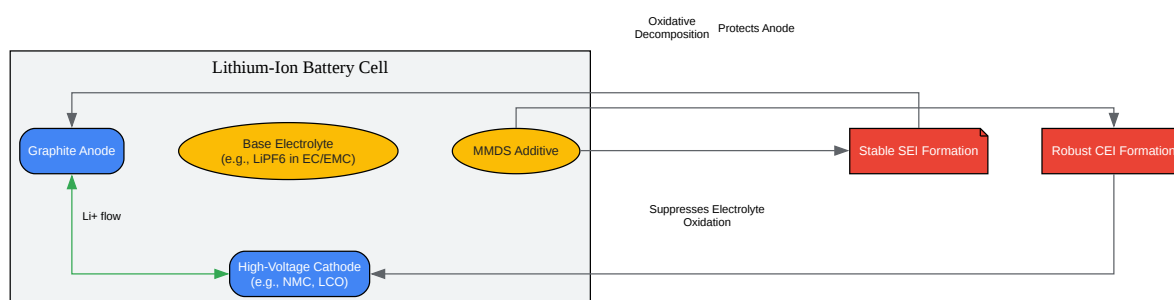 Oxidative
Decomposition
Protects Anode
Lithium-Ion Battery Cell
Graphite Anode
Base Electrolyte
(e.g., LiPF6 in EC/EMC)
MMDS Additive
Stable SEI Formation
Robust CEI Formation
Li+ flow
Suppresses Electrolyte
Oxidation
High-Voltage Cathode
(e.g., NMC, LCO)